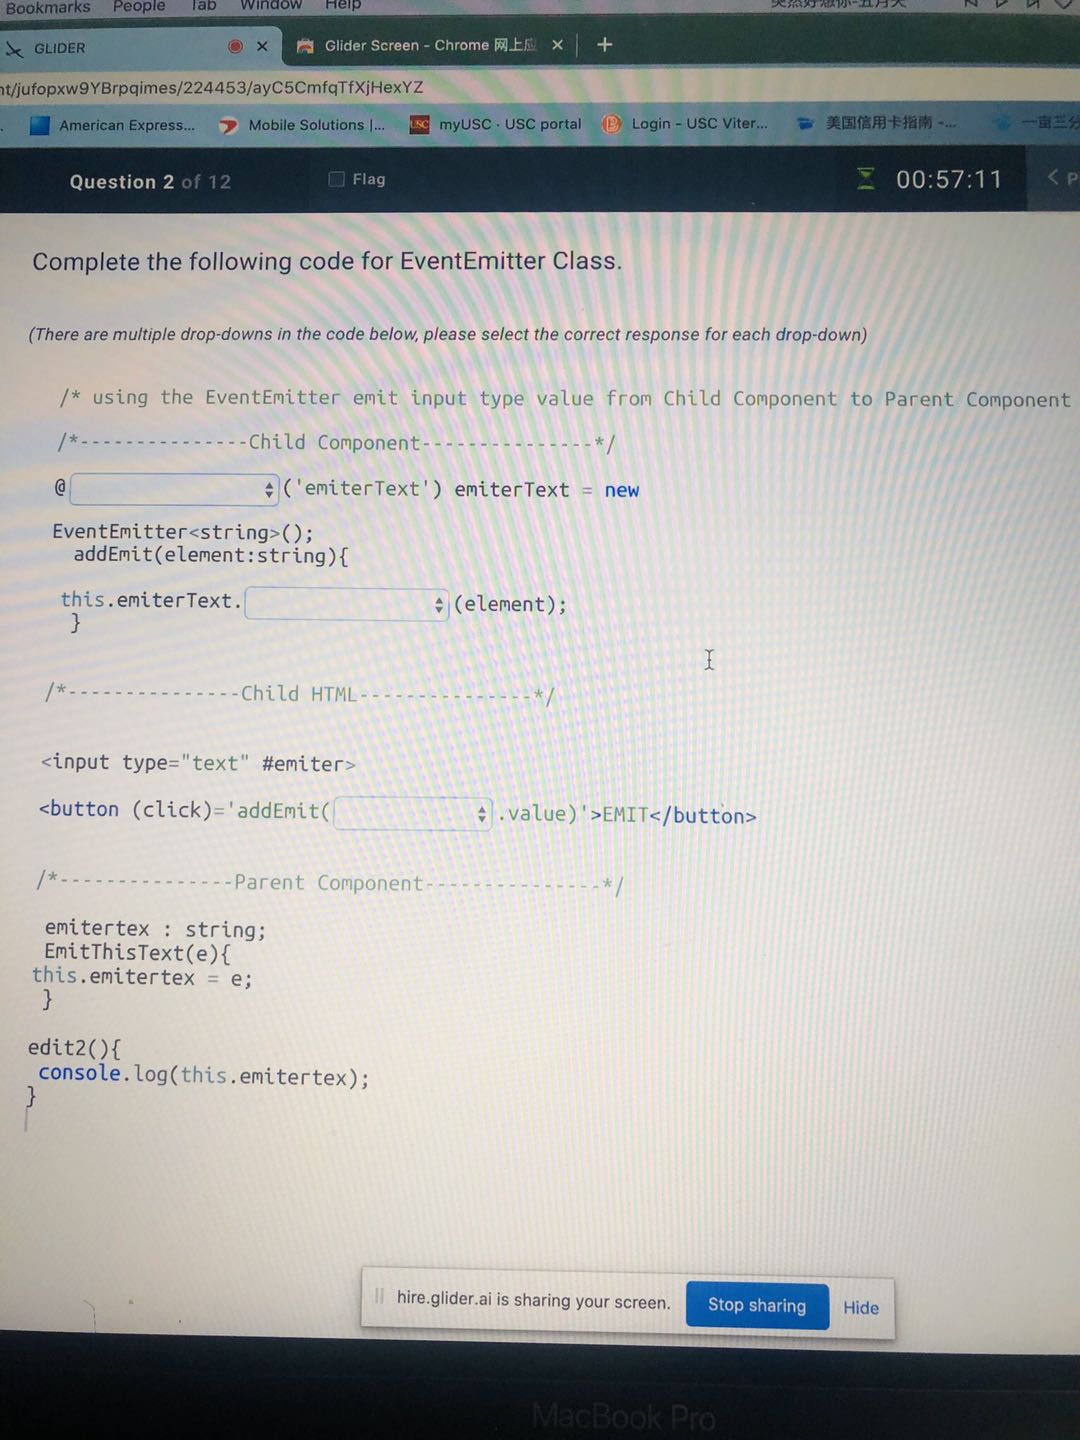 Bookmarks People Tab Window Help
GLIDER
Glider Screen - Chrome 网上应
nt/jufopxw9YBrpqimes/224453/ayC5CmfqTfXjHexYZ
American Express... Mobile Solutions |... USC myUSC - USC portal Login - USC Viter... 美国信用卡指南 -... 一亩三分
Question 2 of 12 Flag 00:57:11 < P
Complete the following code for EventEmitter Class.
(There are multiple drop-downs in the code below, please select the correct response for each drop-down)
/* using the EventEmitter emit input type value from Child Component to Parent Component
/*---------------Child Component---------------*/
@ ('emiterText') emiterText = new
EventEmitter<string>();
addEmit(element:string){
this.emiterText. (element);
}
/*---------------Child HTML---------------*/
<input type="text" #emiter>
<button (click)='addEmit( .value)'>EMIT</button>
/*---------------Parent Component---------------*/
emitertex : string;
EmitThisText(e){
this.emitertex = e;
}
edit2(){
console.log(this.emitertex);
}
hire.glider.ai is sharing your screen. Stop sharing Hide
MacBook Pro